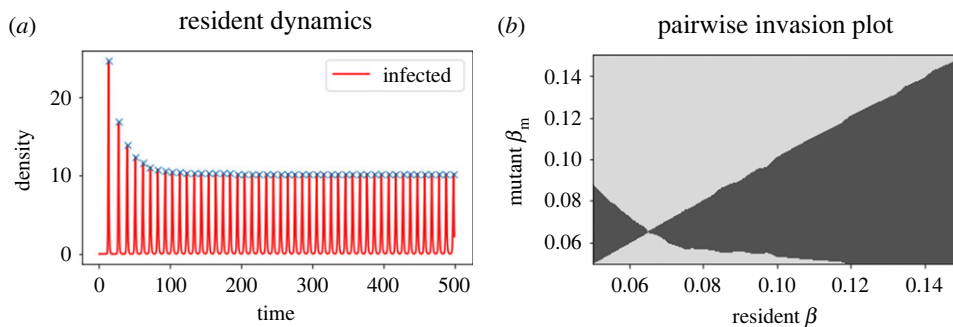 (a) resident dynamics
infected
density
20
10
0
0 100 200 300 400 500
time
(b) pairwise invasion plot
mutant βm
0.14
0.12
0.10
0.08
0.06
0.06 0.08 0.10 0.12 0.14
resident β